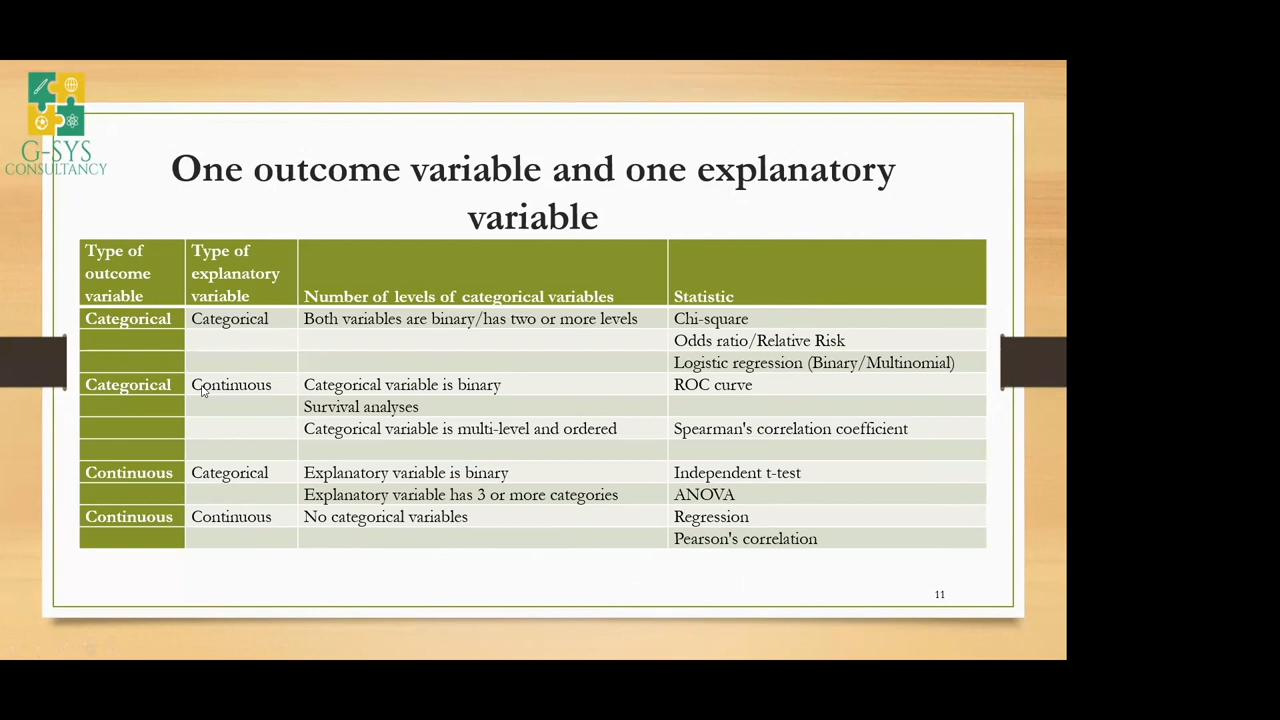 G-SYS
CONSULTANCY
One outcome variable and one explanatory
variable
Type of outcome variable Type of explanatory variable Number of levels of categorical variables Statistic
Categorical Categorical Both variables are binary/has two or more levels Chi-square
Odds ratio/Relative Risk
Logistic regression (Binary/Multinomial)
Categorical Continuous Categorical variable is binary ROC curve
Survival analyses
Categorical variable is multi-level and ordered Spearman's correlation coefficient
Continuous Categorical Explanatory variable is binary Independent t-test
Explanatory variable has 3 or more categories ANOVA
Continuous Continuous No categorical variables Regression
Pearson's correlation
11